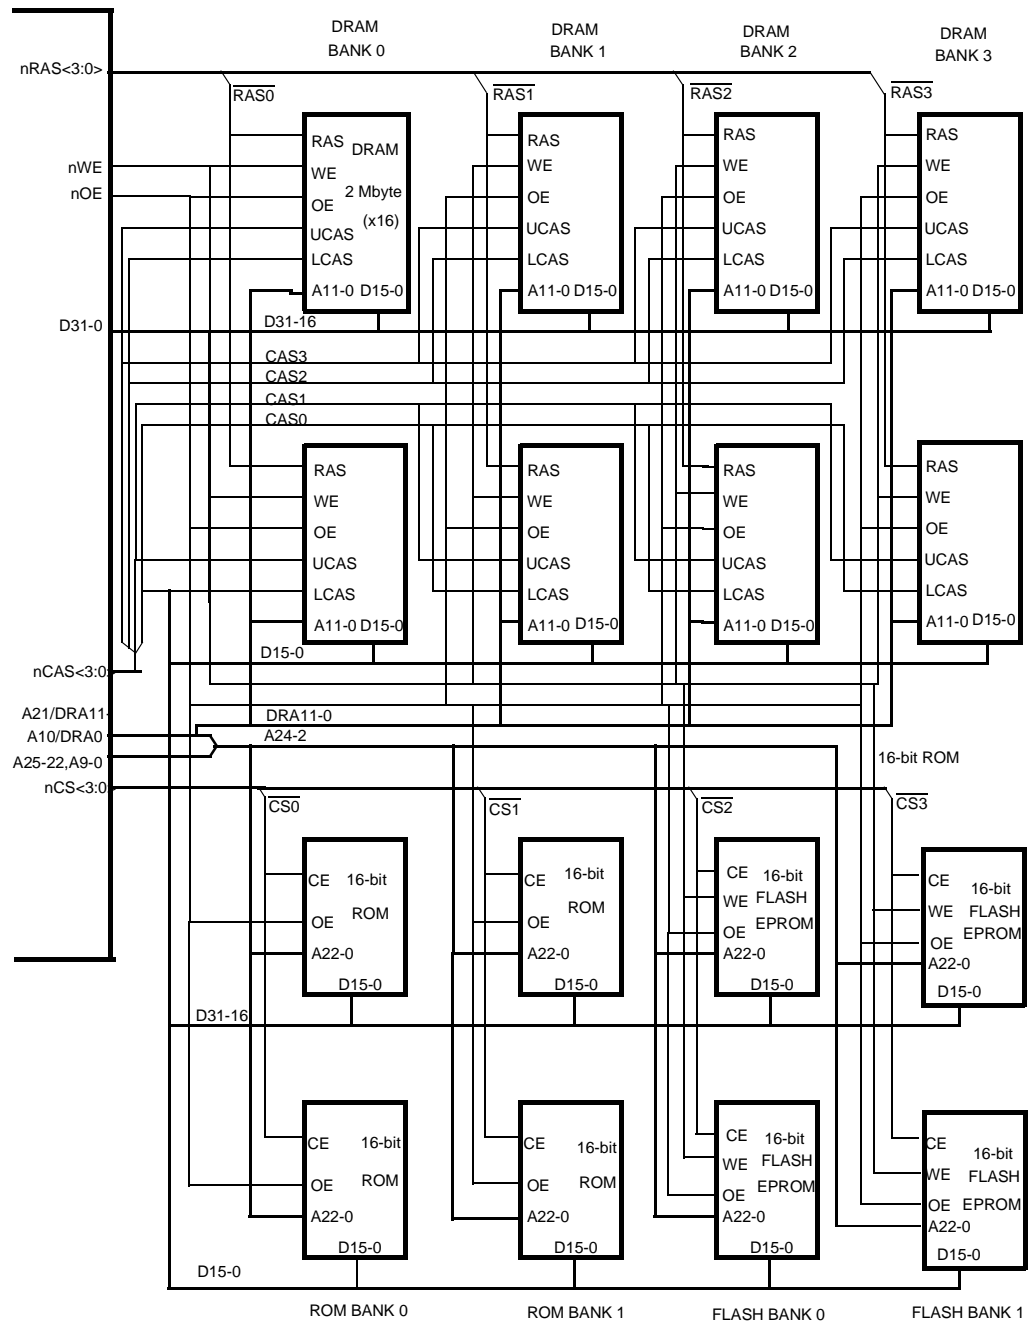 DRAM
BANK 0
DRAM
BANK 1
DRAM
BANK 2
DRAM
BANK 3
nRAS<3:0>
RAS0
RAS1
RAS2
RAS3
nWE
nOE
RAS
WE
OE
UCAS
LCAS
A11-0 D15-0
DRAM
2 Mbyte
(x16)
RAS
WE
OE
UCAS
LCAS
A11-0 D15-0
RAS
WE
OE
UCAS
LCAS
A11-0 D15-0
RAS
WE
OE
UCAS
LCAS
A11-0 D15-0
D31-0
D31-16
CAS3
CAS2
CAS1
CAS0
RAS
WE
OE
UCAS
LCAS
A11-0 D15-0
RAS
WE
OE
UCAS
LCAS
A11-0 D15-0
RAS
WE
OE
UCAS
LCAS
A11-0 D15-0
RAS
WE
OE
UCAS
LCAS
A11-0 D15-0
D15-0
nCAS<3:0>
A21/DRA11-
A10/DRA0
A25-22,A9-0
nCS<3:0>
DRA11-0
A24-2
16-bit ROM
CS0
CS1
CS2
CS3
CE
OE
A22-0
D15-0
16-bit
ROM
CE
OE
A22-0
D15-0
16-bit
ROM
CE
WE
OE
A22-0
D15-0
16-bit
FLASH
EPROM
CE
WE
OE
A22-0
D15-0
16-bit
FLASH
EPROM
D31-16
CE
OE
A22-0
D15-0
16-bit
ROM
CE
OE
A22-0
D15-0
16-bit
ROM
CE
WE
OE
A22-0
D15-0
16-bit
FLASH
EPROM
CE
WE
OE
A22-0
D15-0
16-bit
FLASH
EPROM
D15-0
ROM BANK 0
ROM BANK 1
FLASH BANK 0
FLASH BANK 1